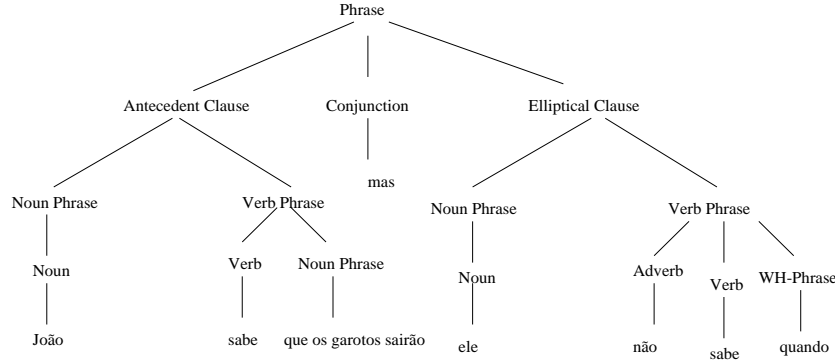 Phrase
Antecedent Clause Conjunction Elliptical Clause
mas
Noun Phrase Verb Phrase Noun Phrase Verb Phrase
Noun Verb Noun Phrase Noun Adverb Verb WH-Phrase
João sabe que os garotos sairão ele não sabe quando